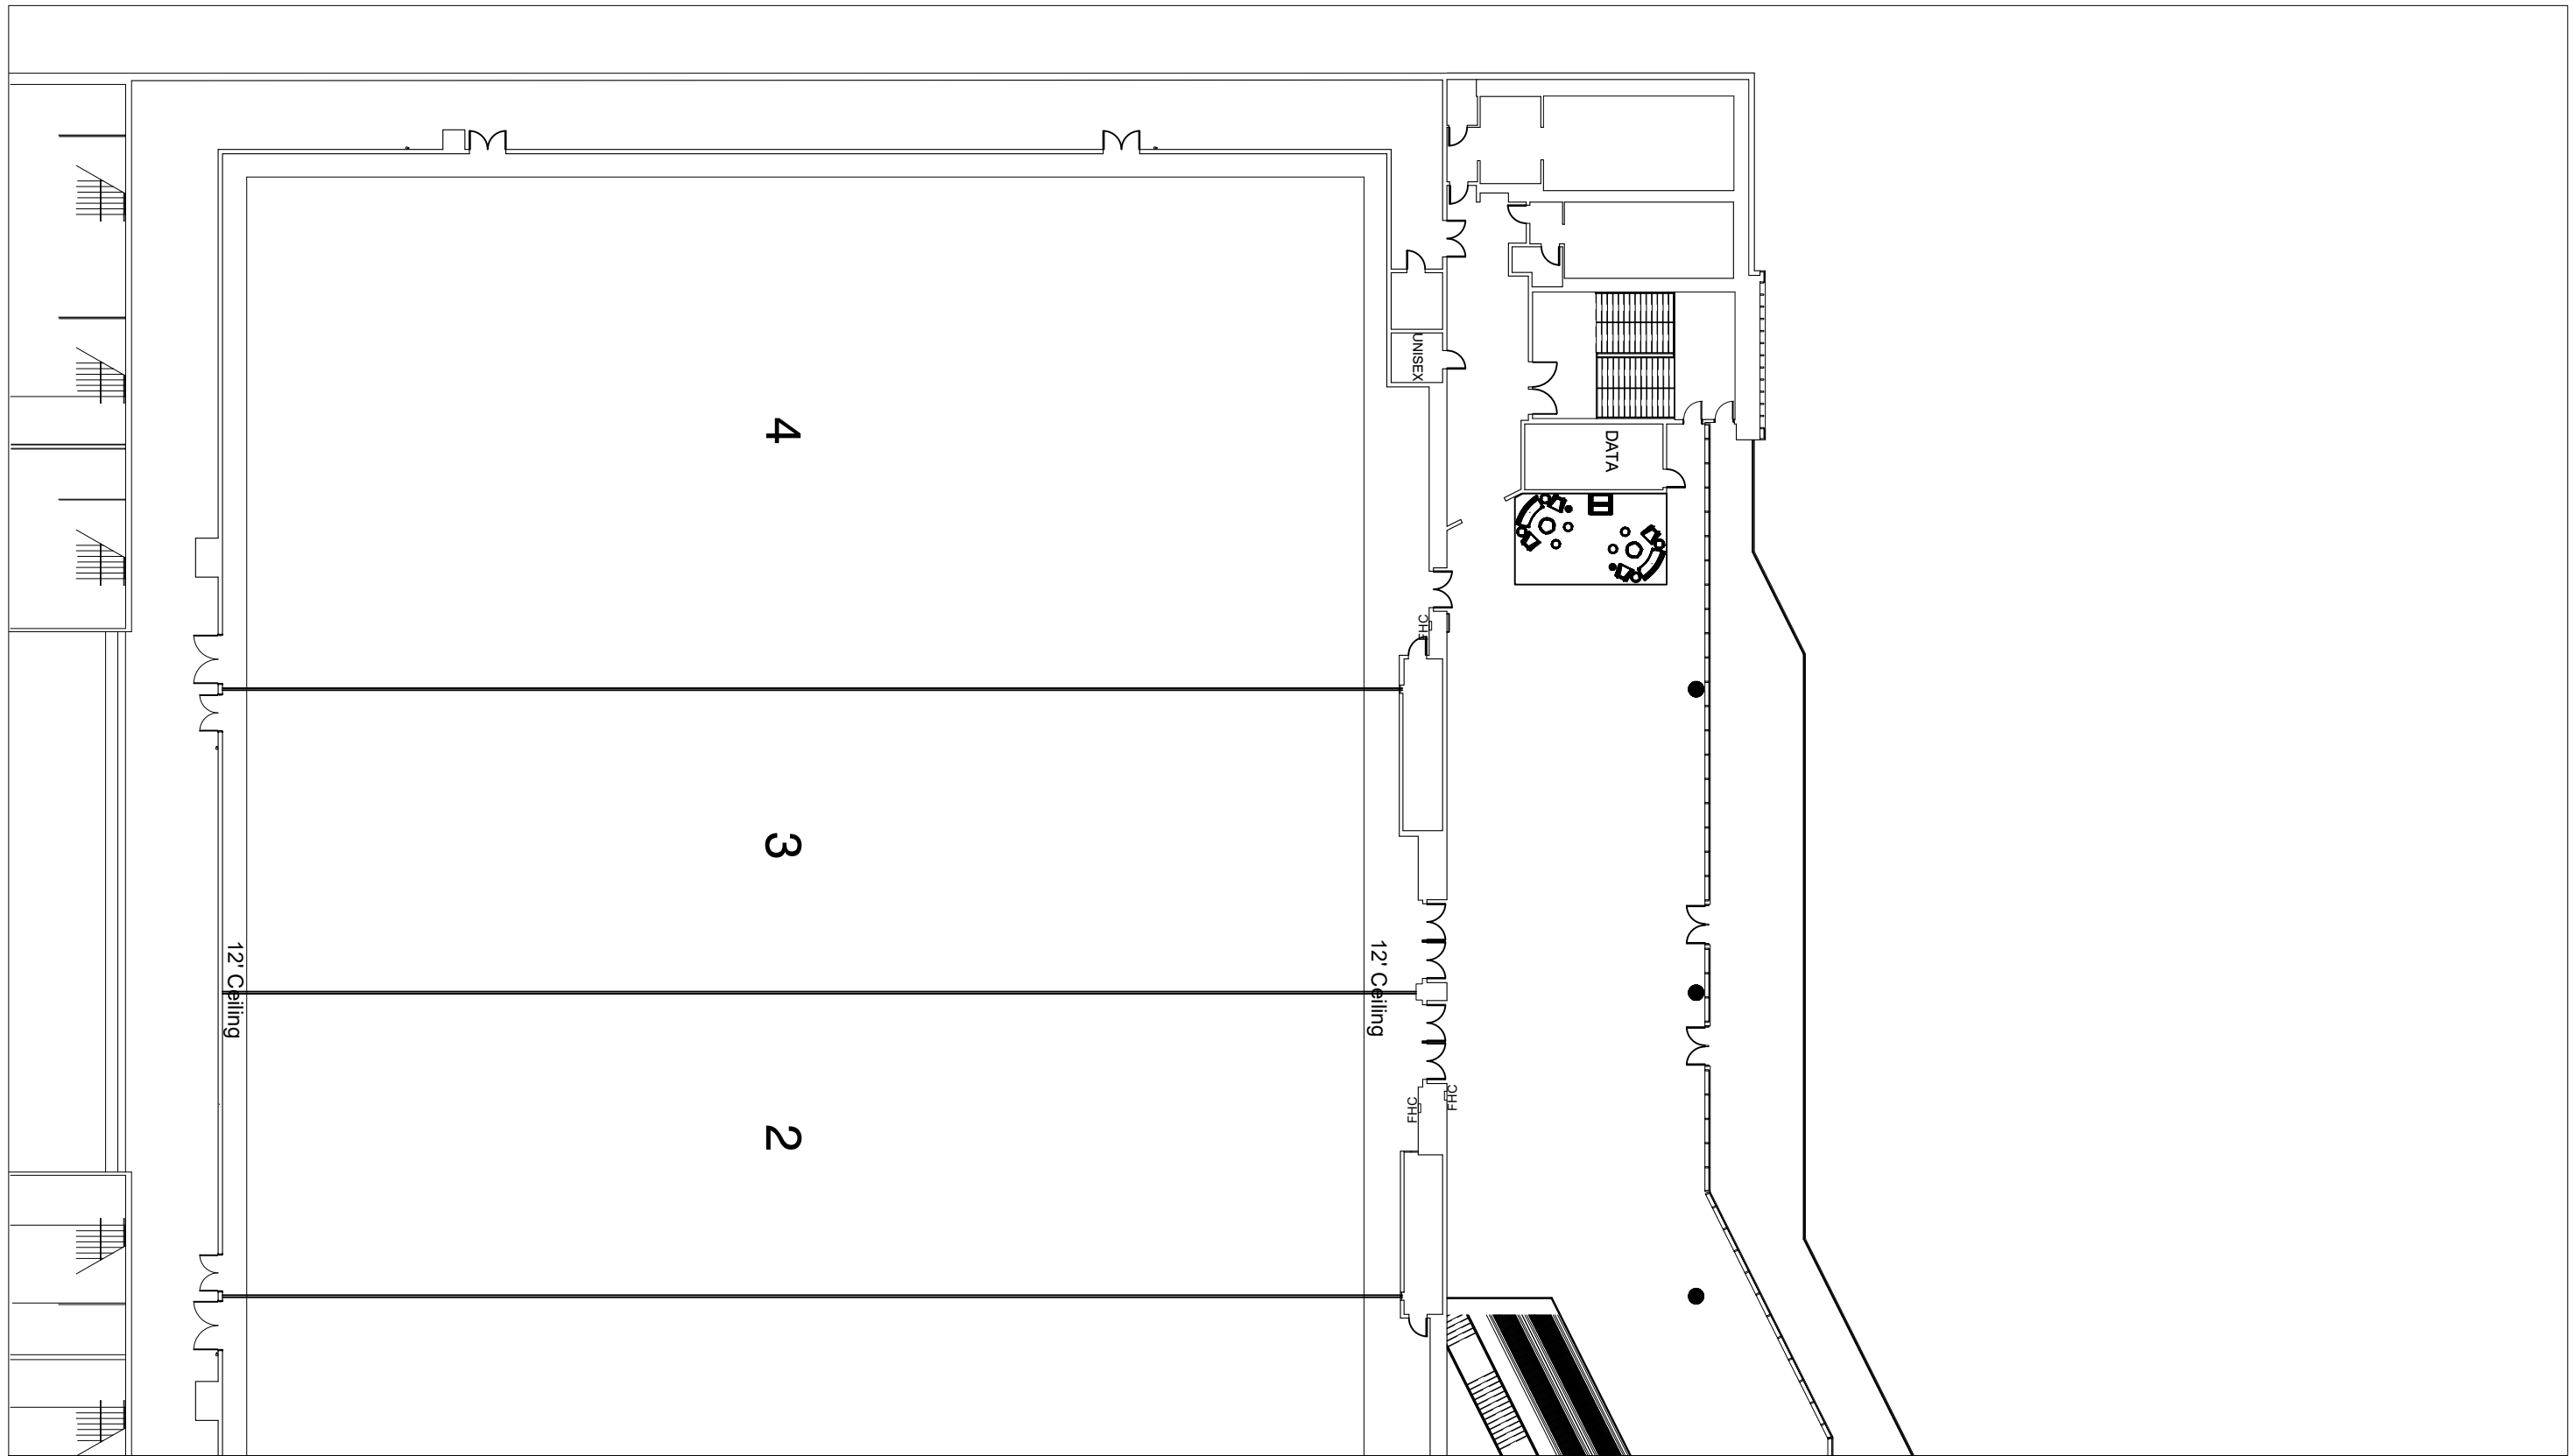 UNISEX
4
DATA
FHC
3
12' Ceiling
12' Ceiling
FHC
FHC
2